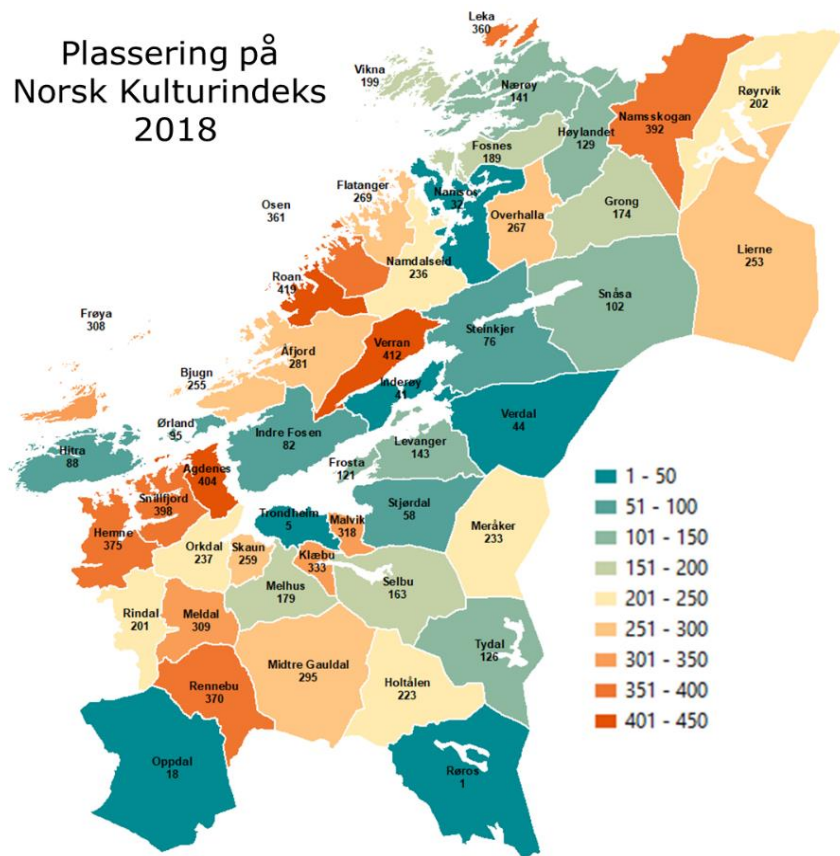 Plassering på
Norsk Kulturindeks
2018
Leka
360
Vikna
199
Nærøy
141
Namsskogan
392
Røyrvik
202
Høylandet
129
Fosnes
189
Flatanger
269
Namsos
32
Overhalla
267
Grong
174
Osen
361
Lierne
253
Namdalseid
236
Roan
419
Snåsa
102
Frøya
308
Steinkjer
76
Verran
412
Åfjord
281
Bjugn
255
Inderøy
41
Ørland
95
Verdal
44
Indre Fosen
82
Levanger
143
Hitra
88
Frosta
121
Agdenes
404
Snillfjord
398
Trondheim
5
Malvik
318
Stjørdal
58
Hemne
375
Meråker
233
Orkdal
237
Skaun
259
Klæbu
333
Melhus
179
Selbu
163
Rindal
201
Meldal
309
Tydal
126
Midtre Gauldal
295
Holtålen
223
Rennebu
370
Oppdal
18
Røros
1
1 - 50
51 - 100
101 - 150
151 - 200
201 - 250
251 - 300
301 - 350
351 - 400
401 - 450